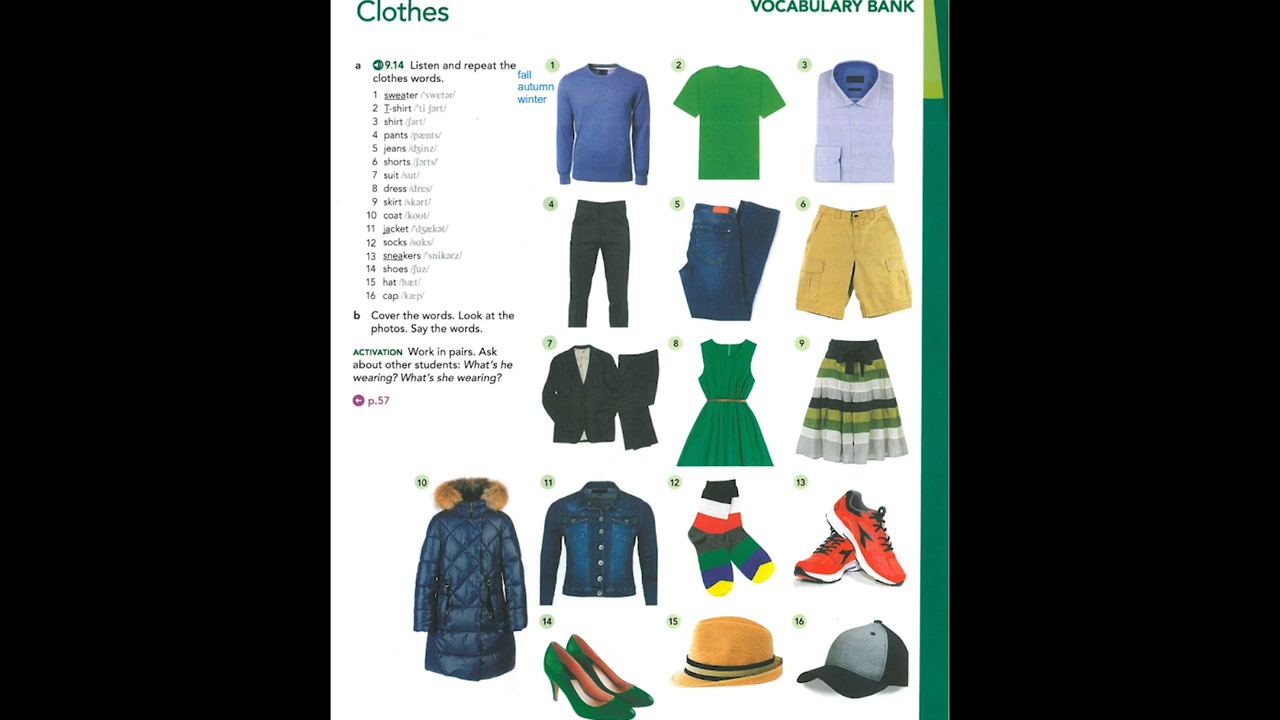 Clothes
VOCABULARY BANK
a 9.14 Listen and repeat the
clothes words.
1 sweater /ˈswɛtər/
2 T-shirt /ˈti ʃərt/
3 shirt /ʃərt/
4 pants /pænts/
5 jeans /dʒinz/
6 shorts /ʃɔrts/
7 suit /sut/
8 dress /drɛs/
9 skirt /skərt/
10 coat /koʊt/
11 jacket /ˈdʒækət/
12 socks /sɑks/
13 sneakers /ˈsnikərz/
14 shoes /ʃuz/
15 hat /hæt/
16 cap /kæp/
b Cover the words. Look at the
photos. Say the words.
ACTIVATION Work in pairs. Ask
about other students: What's he
wearing? What's she wearing?
p.57
fall
autumn
winter
1
2
3
4
5
6
7
8
9
10
11
12
13
14
15
16